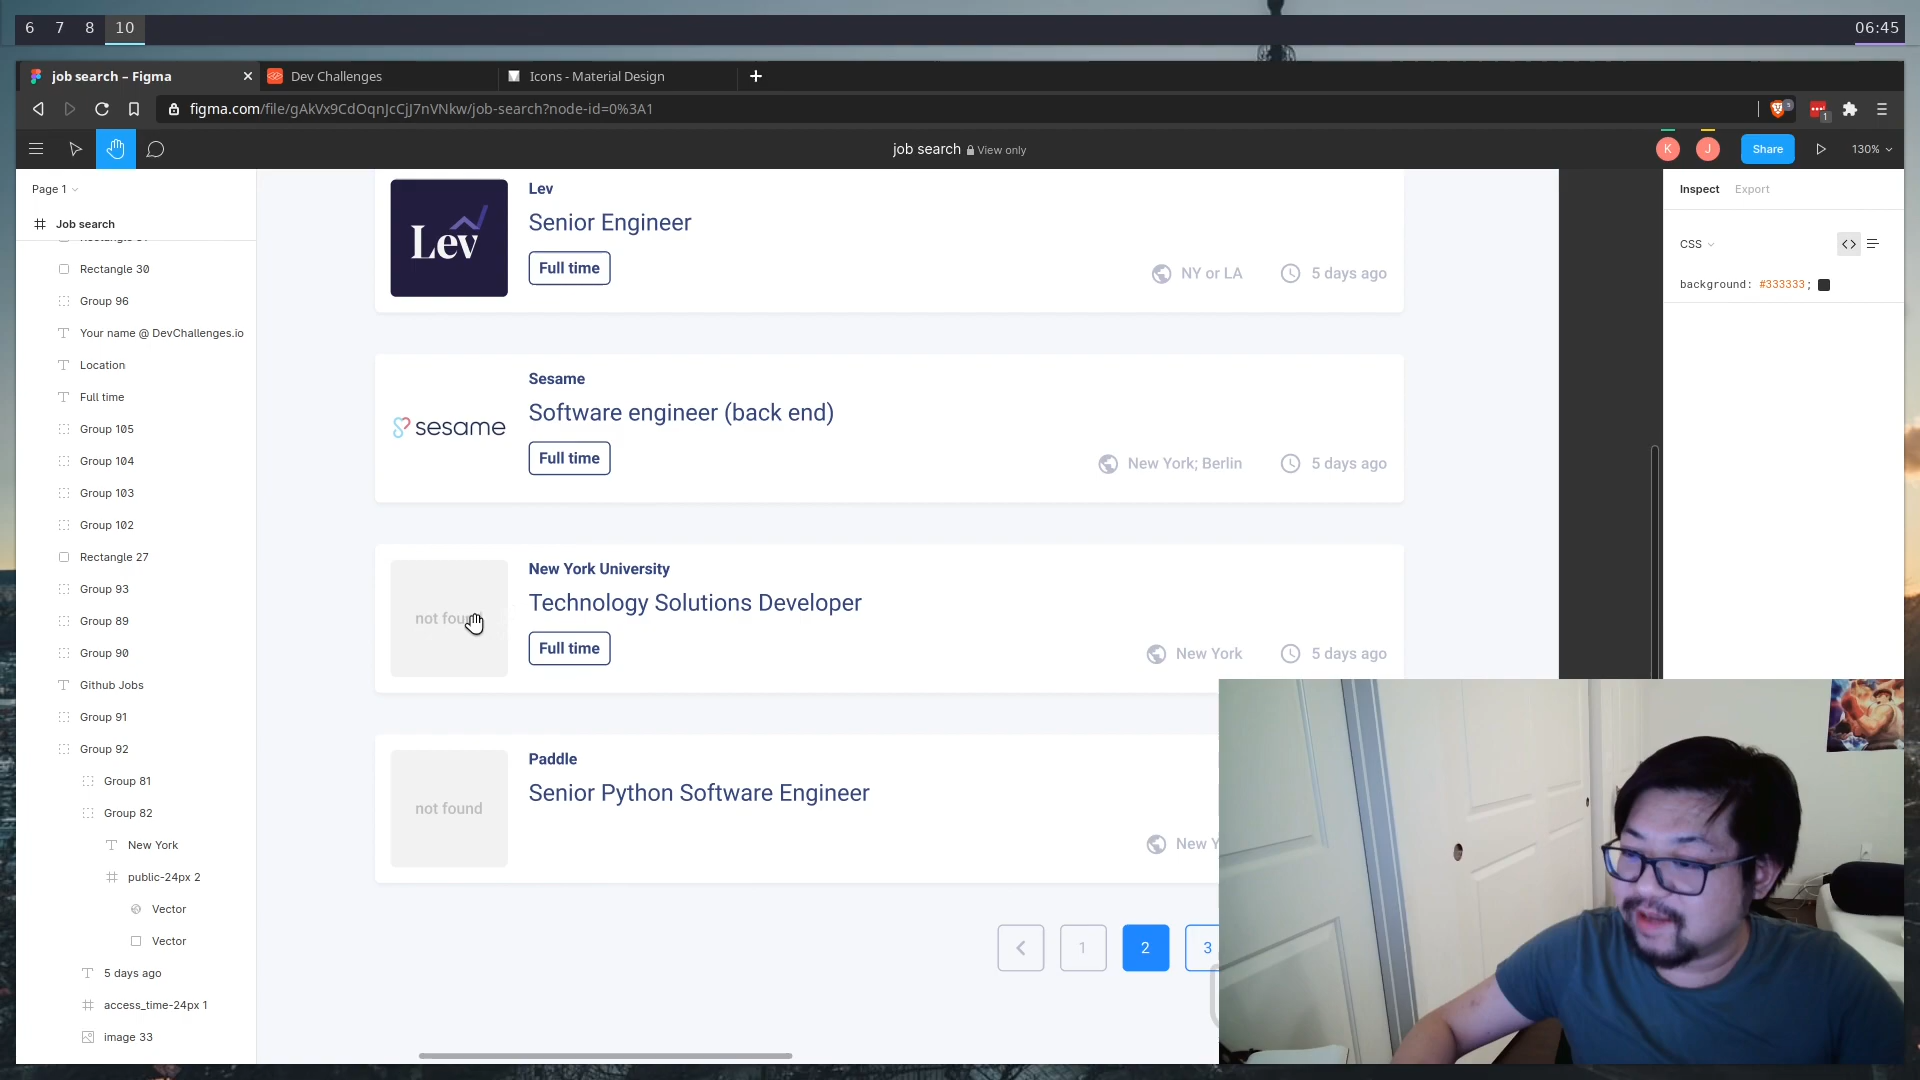 6 7 8 10
06:45
job search – Figma
Dev Challenges
Icons - Material Design
figma.com/file/gAkVx9CdOqnJcCjJ7nVNkw/job-search?node-id=0%3A1
job search View only
K J Share 130%
Page 1
Job search
Rectangle 30
Group 96
Your name @ DevChallenges.io
Location
Full time
Group 105
Group 104
Group 103
Group 102
Rectangle 27
Group 93
Group 89
Group 90
Github Jobs
Group 91
Group 92
Group 81
Group 82
New York
public-24px 2
Vector
Vector
5 days ago
access_time-24px 1
image 33
Lev
Lev
Senior Engineer
Full time
NY or LA 5 days ago
sesame
Sesame
Software engineer (back end)
Full time
New York; Berlin 5 days ago
not found
New York University
Technology Solutions Developer
Full time
New York 5 days ago
not found
Paddle
Senior Python Software Engineer
New Y
1 2 3
Inspect Export
CSS
background: #333333;